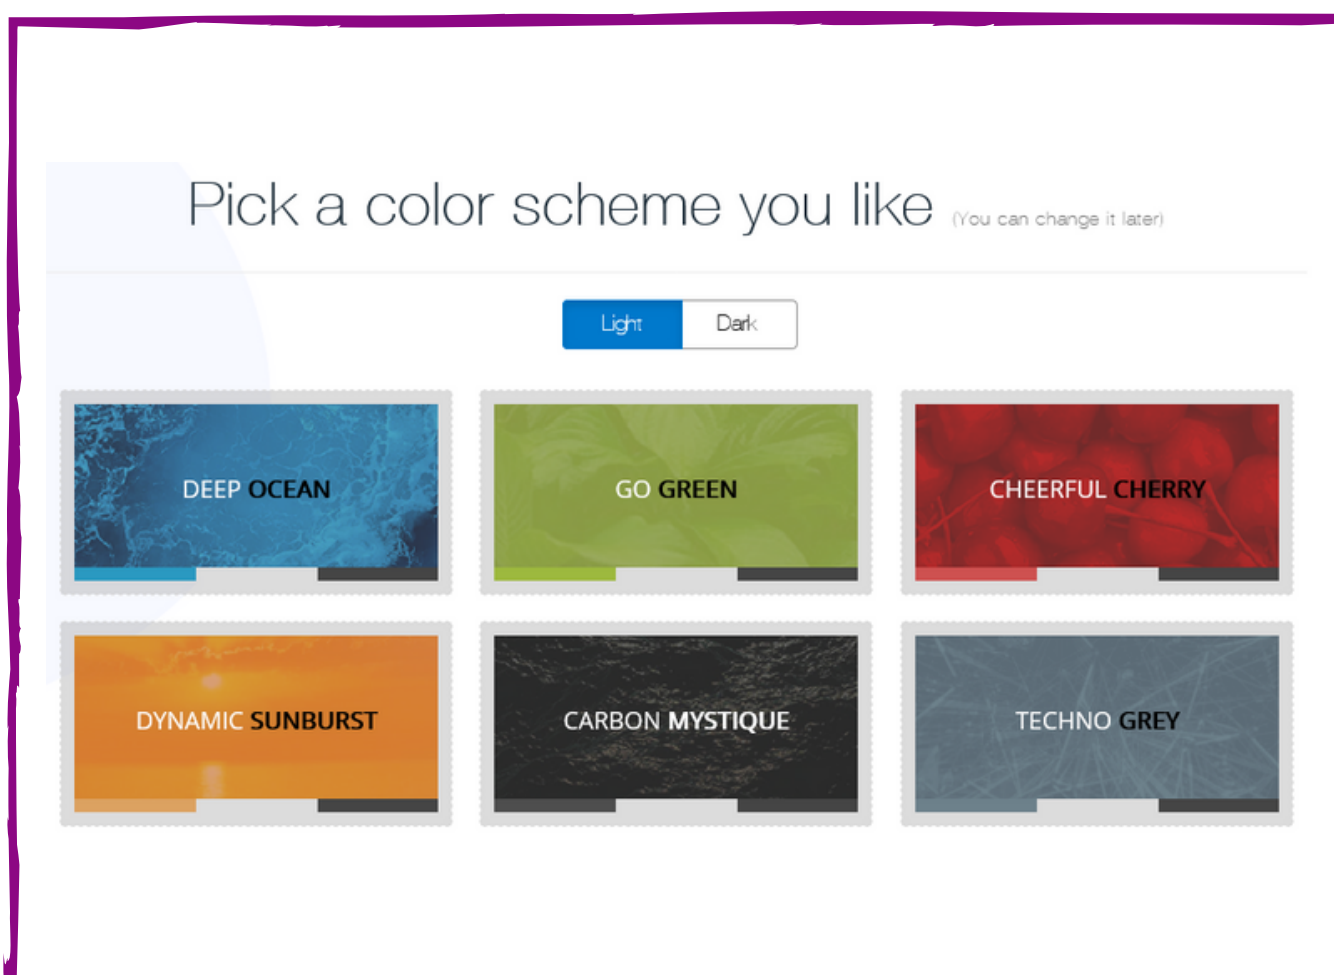 Pick a color scheme you like (You can change it later)
Light Dark
DEEP OCEAN GO GREEN CHEERFUL CHERRY
DYNAMIC SUNBURST CARBON MYSTIQUE TECHNO GREY